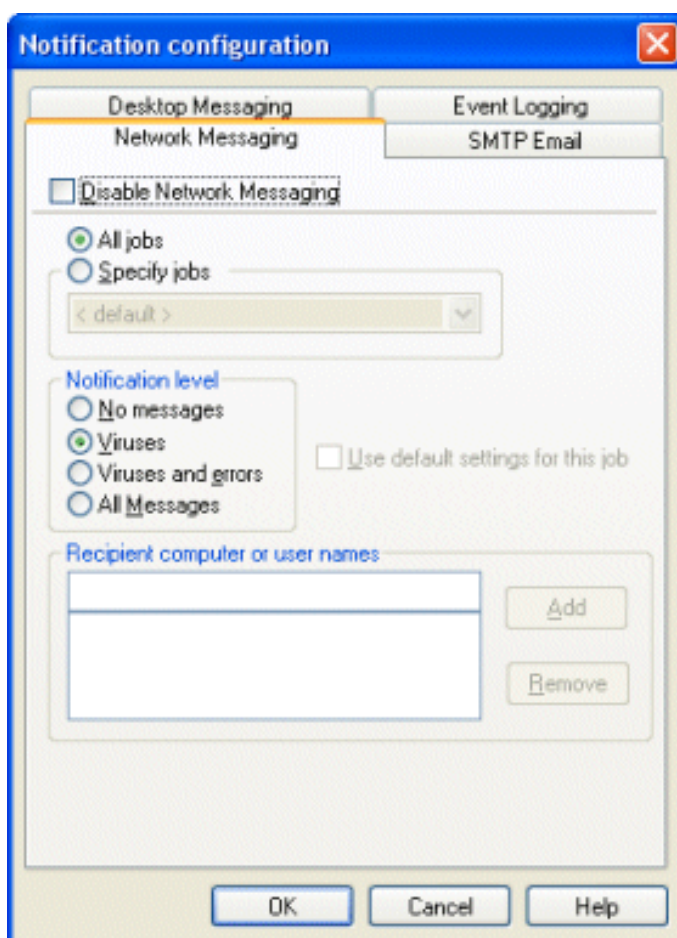 Notification configuration
Desktop Messaging
Event Logging
Network Messaging
SMTP Email
Disable Network Messaging
All jobs
Specify jobs
< default >
Notification level
No messages
Viruses
Viruses and errors
All Messages
Use default settings for this job
Recipient computer or user names
Add
Remove
OK
Cancel
Help